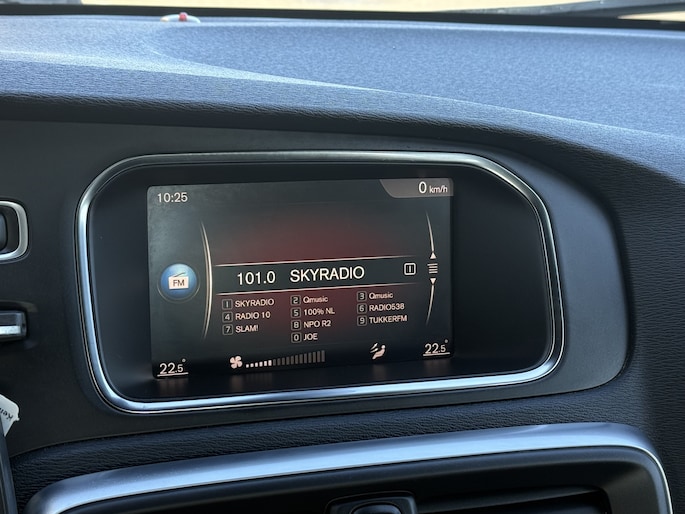 10:25
0 km/h
FM
101.0 SKYRADIO 1
1 SKYRADIO 2 Qmusic 3 Qmusic
4 RADIO 10 5 100% NL 6 RADIO538
7 SLAM! 8 NPO R2 9 TUKKERFM
0 JOE
22.5 22.5